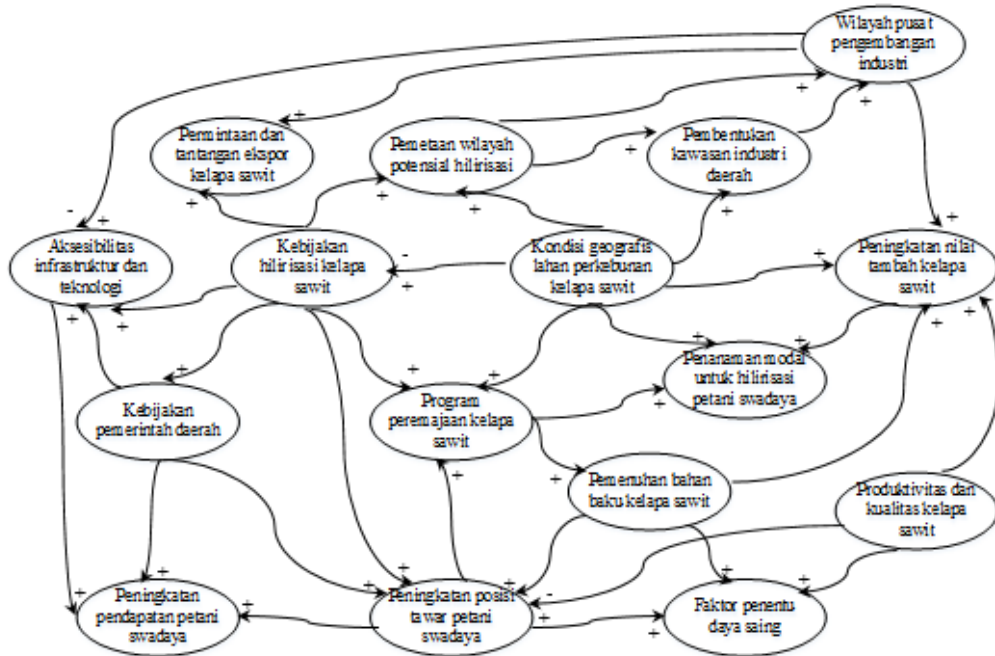 Wilayah pusat
pengembangan
industri
+
+
+
+
Permintaan dan
tantangan ekspor
kelapa sawit
Pemetaan wilayah
potensial hilirisasi
+
Pembentukan
kawasan industri
daerah
+
+
+
+
-
+
+
Aksesibilitas
infrastruktur dan
teknologi
Kebijakan
hilirisasi kelapa
sawit
-
+
Kondisi geografis
lahan perkebunan
kelapa sawit
+
Peningkatan nilai
tambah kelapa
sawit
+
+
+
+
+
+
+
+
+
+
Kebijakan
pemerintah daerah
Program
peremajaan kelapa
sawit
Penanaman modal
untuk hilirisasi
petani swadaya
+
+
+
Pemenuhan bahan
baku kelapa sawit
Produktivitas dan
kualitas kelapa
sawit
+
+
+
+
+
+
+
-
+
Peningkatan
pendapatan petani
swadaya
+
Peningkatan posisi
tawar petani
swadaya
+
Faktor penentu
daya saing